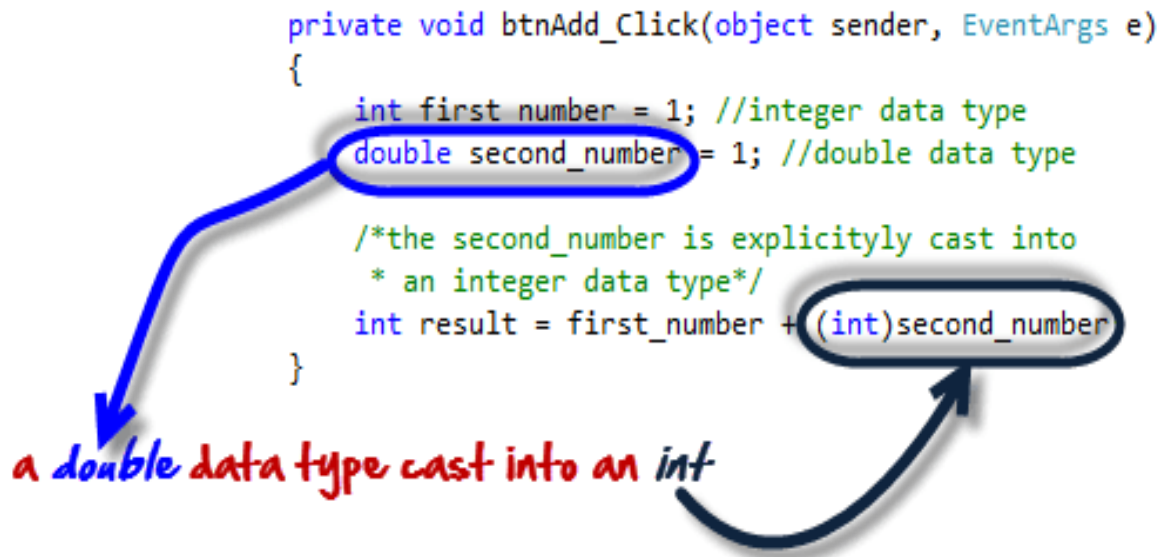 private void btnAdd_Click(object sender, EventArgs e)
{
int first_number = 1; //integer data type
double second_number = 1; //double data type
/*the second_number is explicityly cast into
* an integer data type*/
int result = first_number + (int)second_number
}
a double data type cast into an int